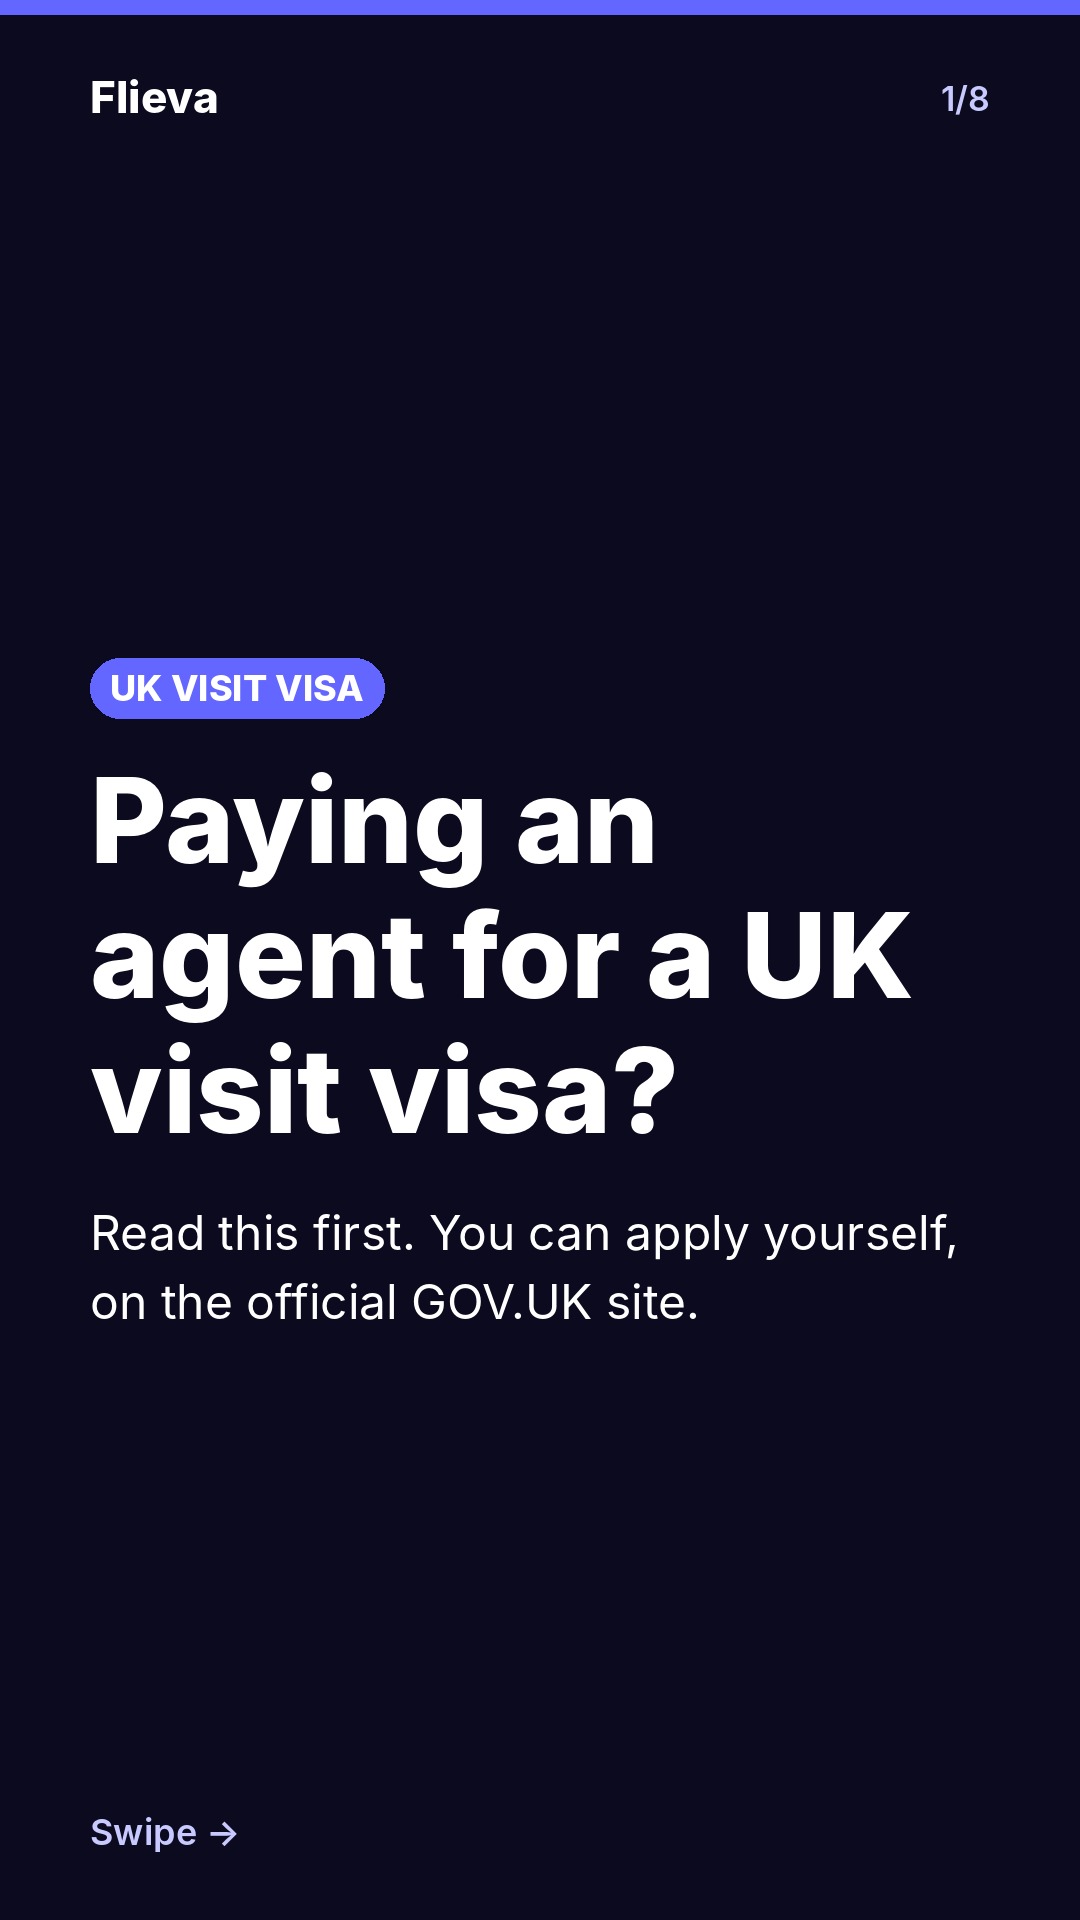 Flieva
1/8
UK VISIT VISA
Paying an
agent for a UK
visit visa?
Read this first. You can apply yourself,
on the official GOV.UK site.
Swipe →